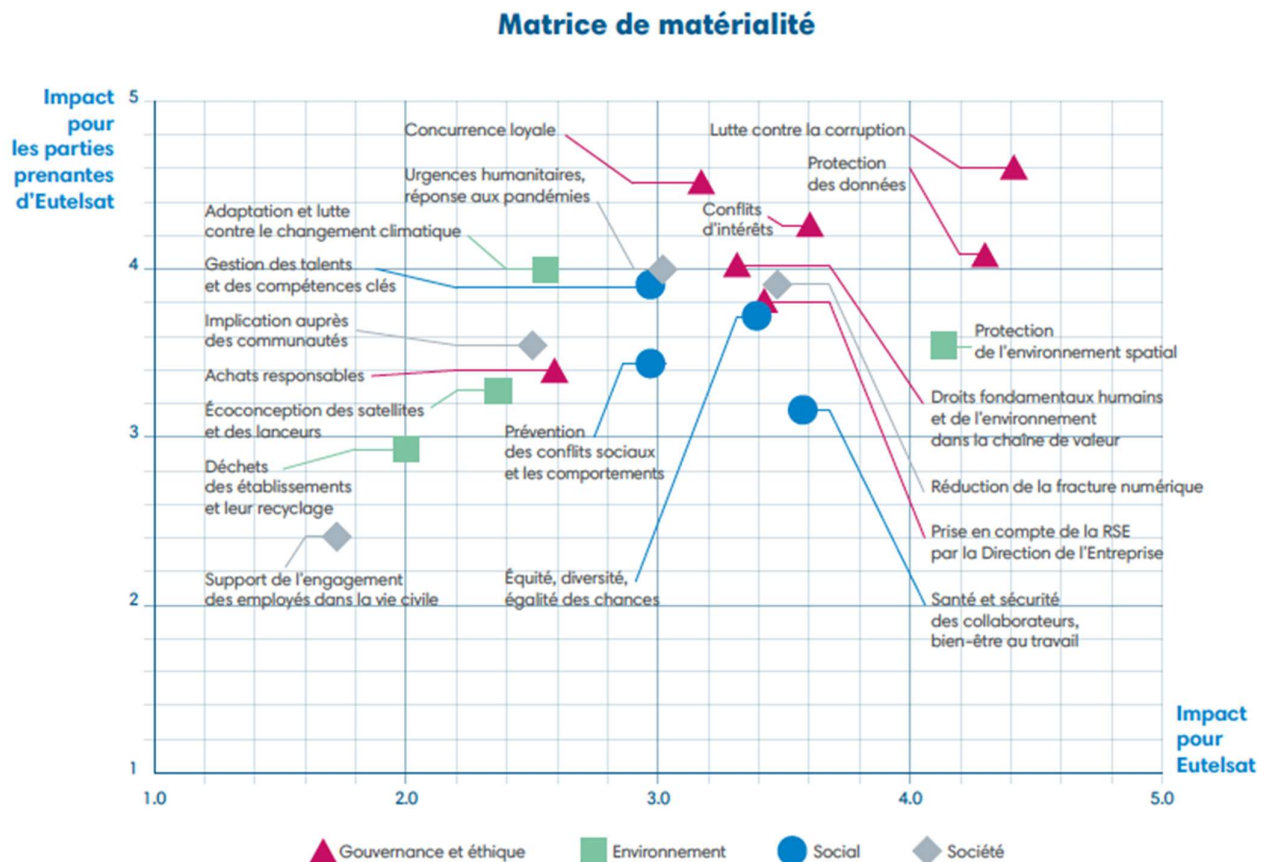 Matrice de matérialité
Impact
pour
les parties
prenantes
d'Eutelsat
5
4
3
2
1
Concurrence loyale
Lutte contre la corruption
Protection
des données
Urgences humanitaires,
réponse aux pandémies
Conflits
d'intérêts
Adaptation et lutte
contre le changement climatique
Gestion des talents
et des compétences clés
Implication auprès
des communautés
Achats responsables
Écoconception des satellites
et des lanceurs
Déchets
des établissements
et leur recyclage
Support de l'engagement
des employés dans la vie civile
Prévention
des conflits sociaux
et les comportements
Équité, diversité,
égalité des chances
Protection
de l'environnement spatial
Droits fondamentaux humains
et de l'environnement
dans la chaîne de valeur
Réduction de la fracture numérique
Prise en compte de la RSE
par la Direction de l'Entreprise
Santé et sécurité
des collaborateurs,
bien-être au travail
Impact
pour
Eutelsat
1.0 2.0 3.0 4.0 5.0
Gouvernance et éthique Environnement Social Société